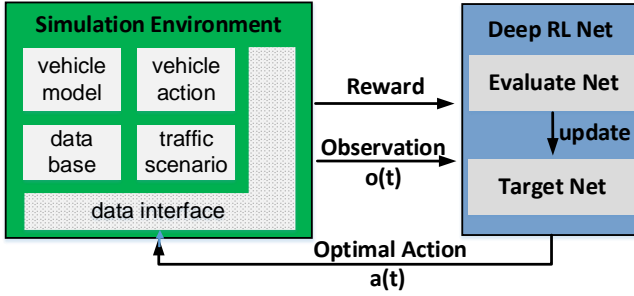 Simulation Environment
vehicle
model
vehicle
action
data
base
traffic
scenario
data interface
Reward
Observation
o(t)
Deep RL Net
Evaluate Net
update
Target Net
Optimal Action
a(t)